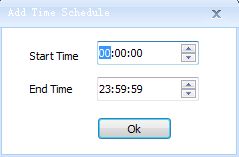 Add Time Schedule
Start Time 00:00:00
End Time 23:59:59
Ok